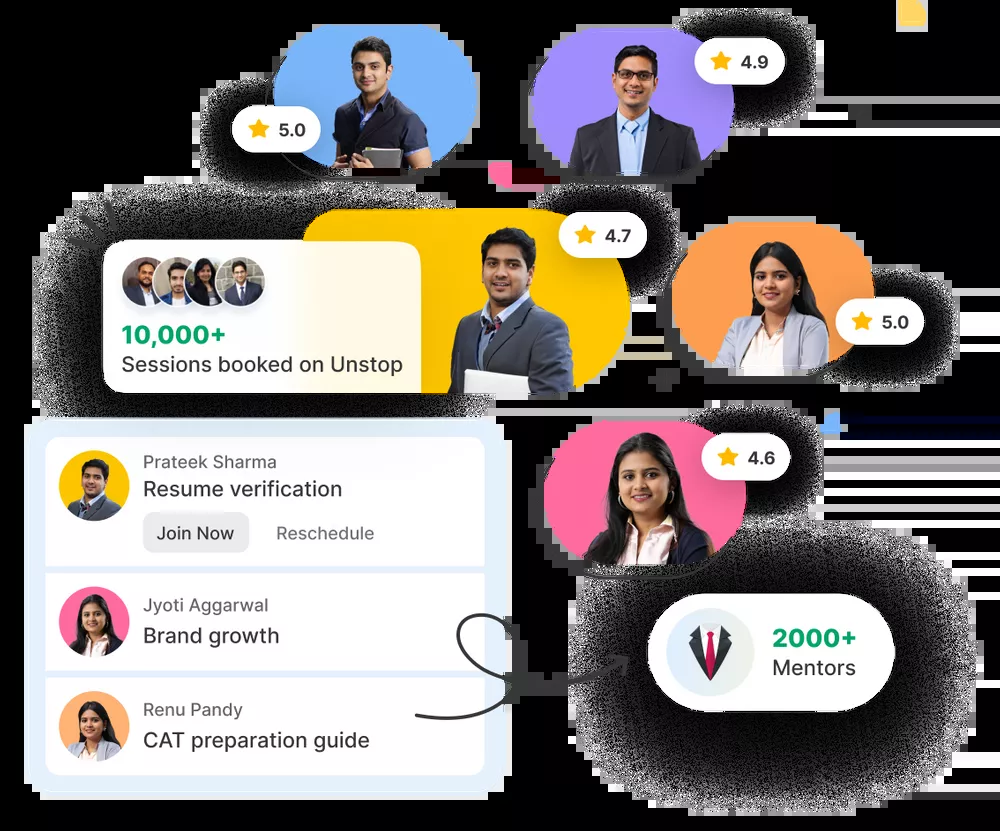 5.0
4.9
4.7
5.0
10,000+
Sessions booked on Unstop
4.6
Prateek Sharma
Resume verification
Join Now Reschedule
Jyoti Aggarwal
Brand growth
Renu Pandy
CAT preparation guide
2000+
Mentors